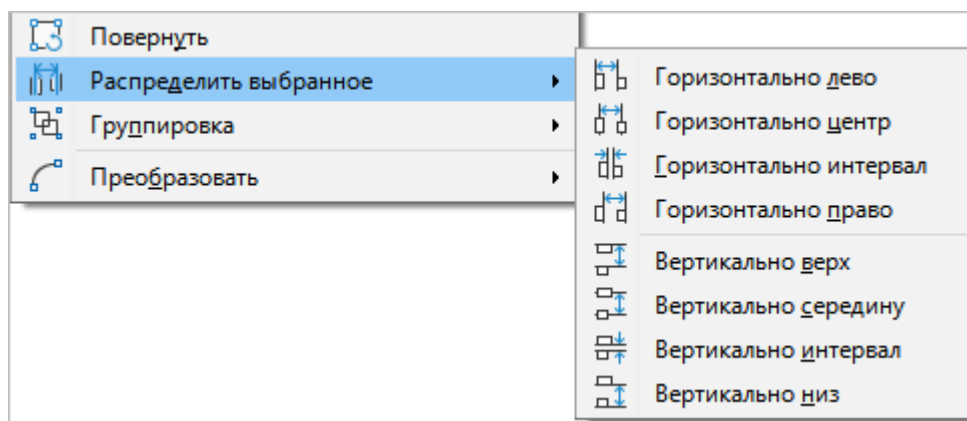 Повернуть
Распределить выбранное
Группировка
Преобразовать
Горизонтально лево
Горизонтально центр
Горизонтально интервал
Горизонтально право
Вертикально верх
Вертикально середину
Вертикально интервал
Вертикально низ